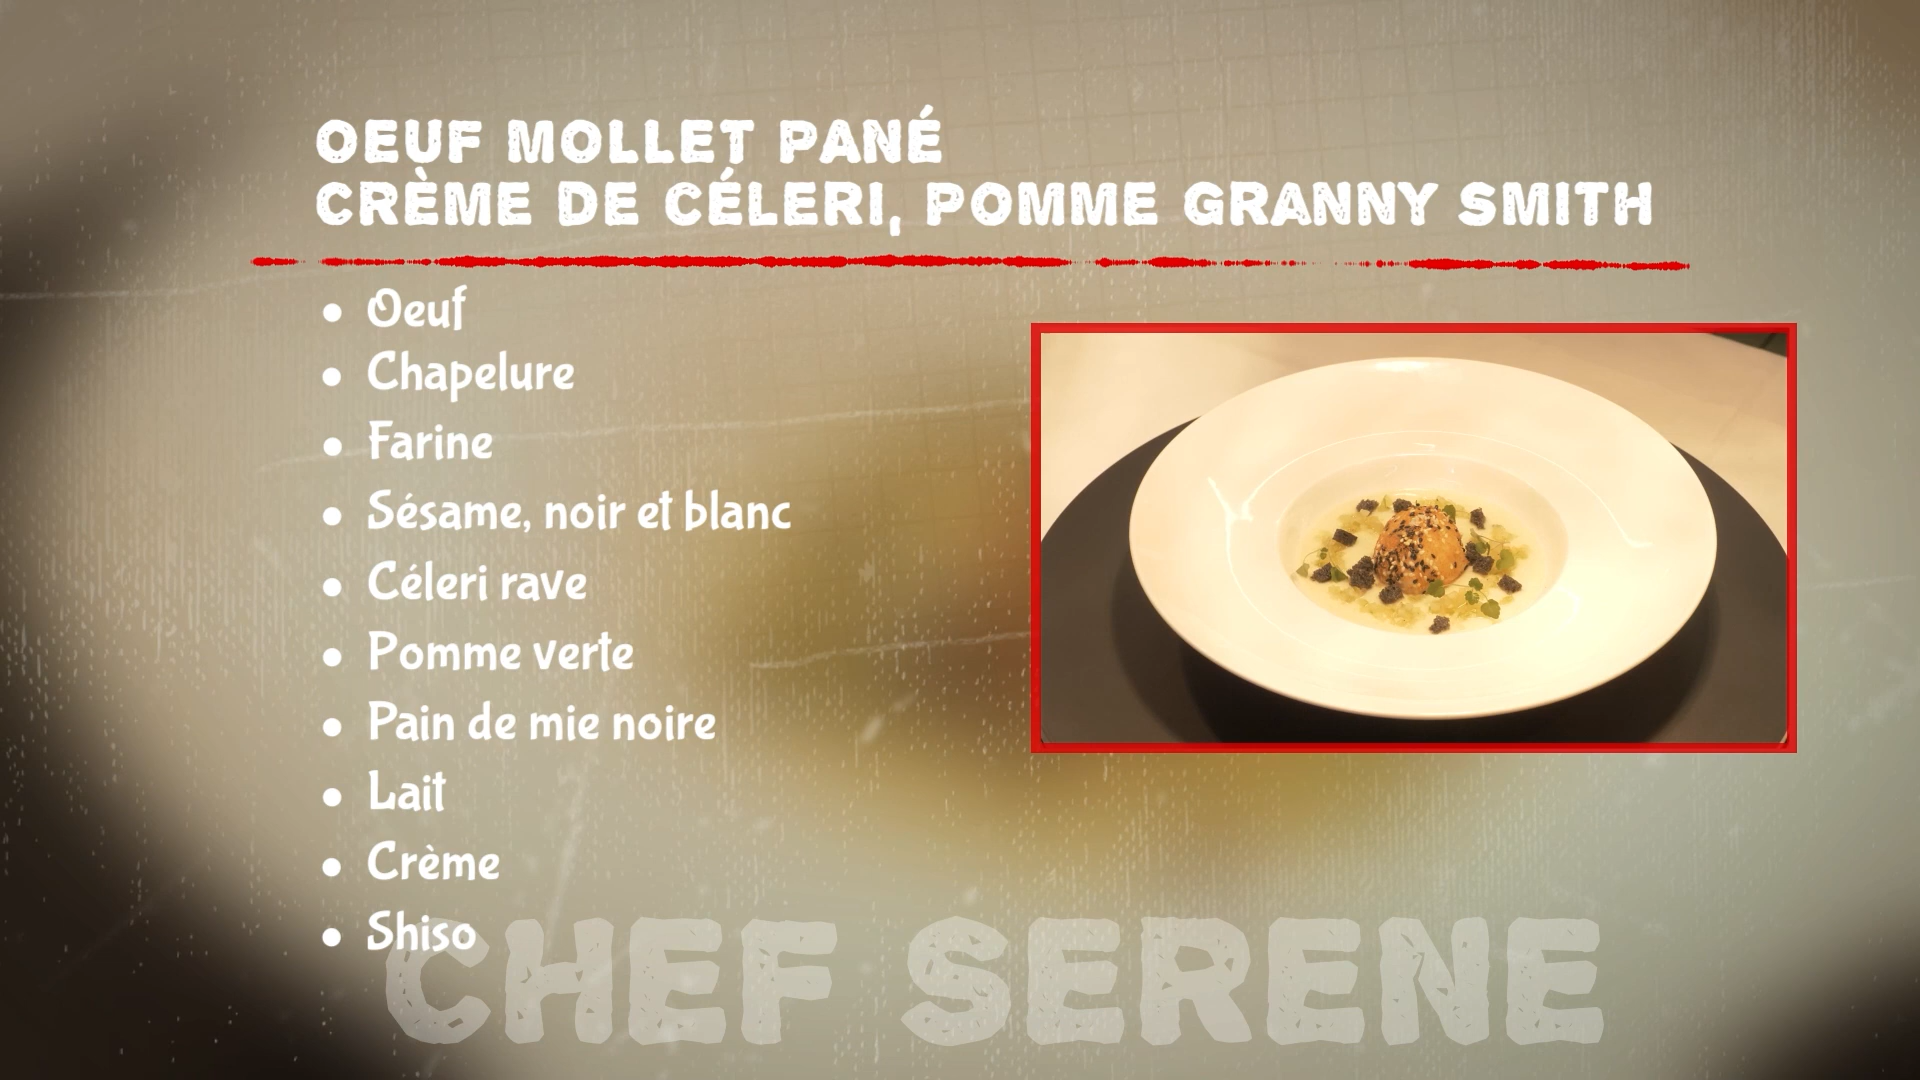 OEUF MOLLET PANÉ
CRÈME DE CÉLERI, POMME GRANNY SMITH
• Oeuf
• Chapelure
• Farine
• Sésame, noir et blanc
• Céleri rave
• Pomme verte
• Pain de mie noire
• Lait
• Crème
• Shiso
CHEF SERENE